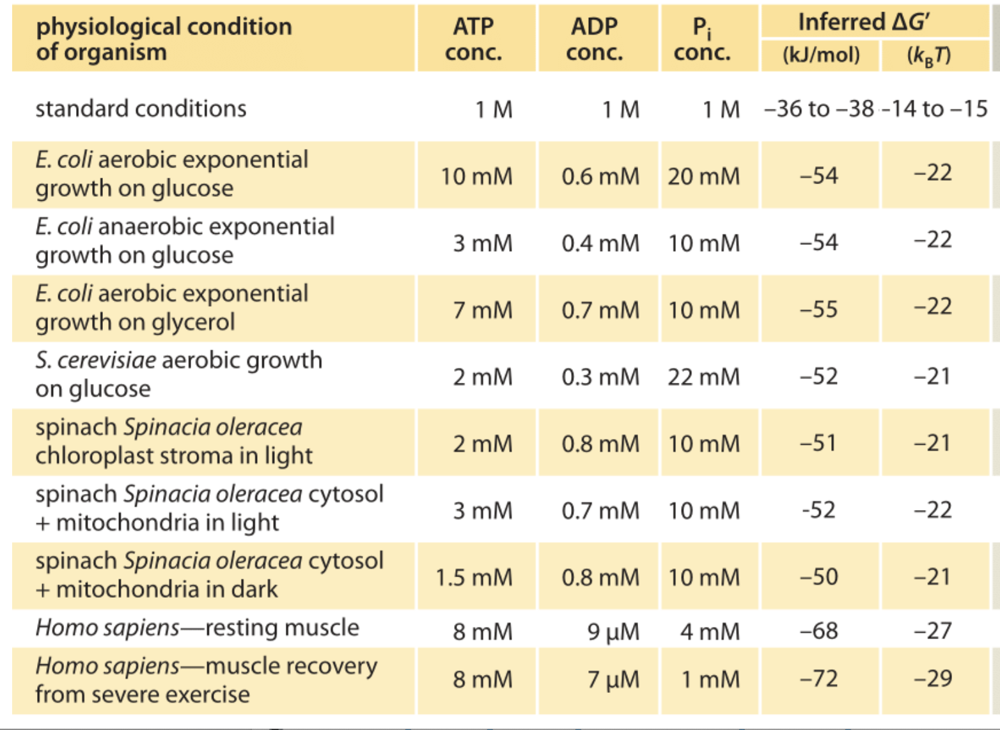 physiological condition of organism | ATP conc. | ADP conc. | Pi conc. | Inferred ΔG′ (kJ/mol) | (kBT)
standard conditions | 1 M | 1 M | 1 M | –36 to –38 | -14 to –15
E. coli aerobic exponential growth on glucose | 10 mM | 0.6 mM | 20 mM | –54 | –22
E. coli anaerobic exponential growth on glucose | 3 mM | 0.4 mM | 10 mM | –54 | –22
E. coli aerobic exponential growth on glycerol | 7 mM | 0.7 mM | 10 mM | –55 | –22
S. cerevisiae aerobic growth on glucose | 2 mM | 0.3 mM | 22 mM | –52 | –21
spinach Spinacia oleracea chloroplast stroma in light | 2 mM | 0.8 mM | 10 mM | –51 | –21
spinach Spinacia oleracea cytosol + mitochondria in light | 3 mM | 0.7 mM | 10 mM | -52 | –22
spinach Spinacia oleracea cytosol + mitochondria in dark | 1.5 mM | 0.8 mM | 10 mM | –50 | –21
Homo sapiens—resting muscle | 8 mM | 9 µM | 4 mM | –68 | –27
Homo sapiens—muscle recovery from severe exercise | 8 mM | 7 µM | 1 mM | –72 | –29